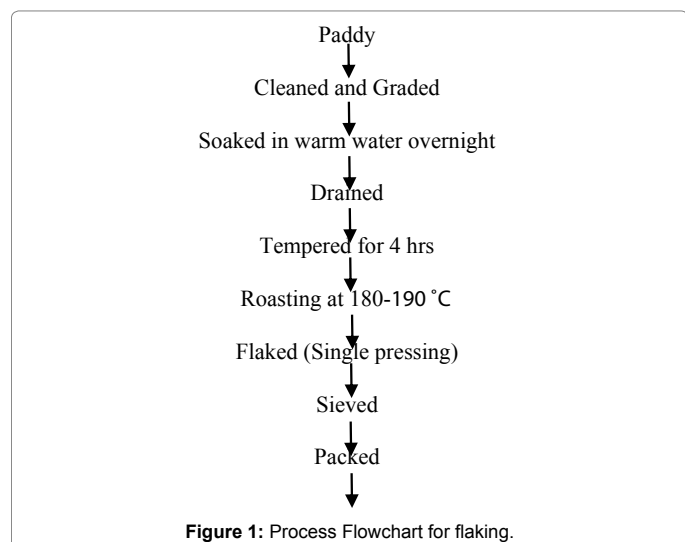 Paddy
Cleaned and Graded
Soaked in warm water overnight
Drained
Tempered for 4 hrs
Roasting at 180-190 ˚C
Flaked (Single pressing)
Sieved
Packed
Figure 1: Process Flowchart for flaking.